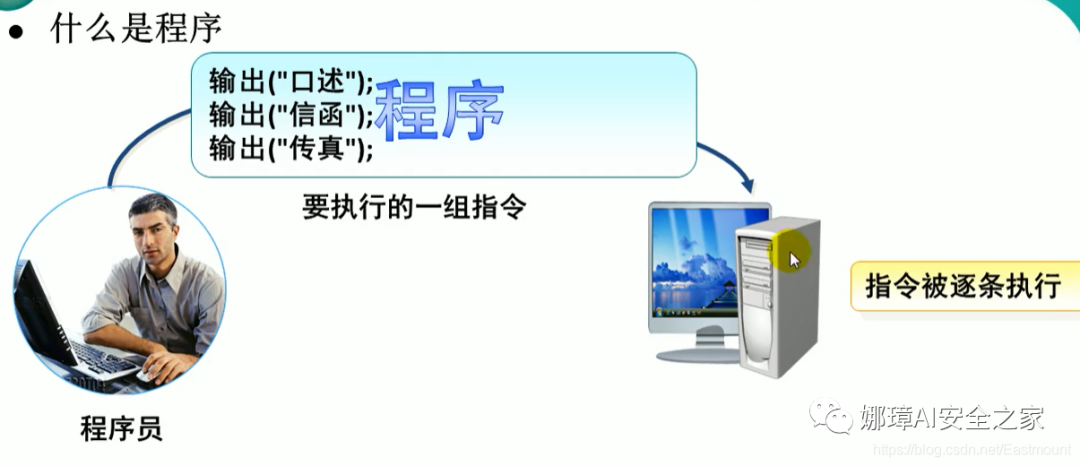 ● 什么是程序
输出("口述");
输出("信函");
输出("传真");
程序
要执行的一组指令
指令被逐条执行
程序员
娜璋AI安全之家
https://blog.csdn.net/Eastmount